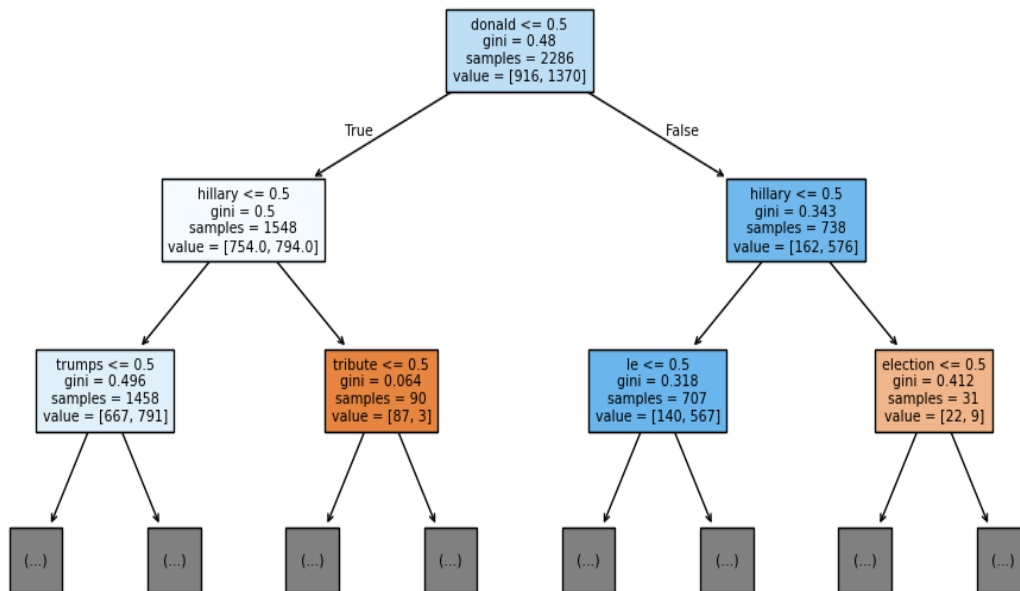 donald <= 0.5
gini = 0.48
samples = 2286
value = [916, 1370]
True
False
hillary <= 0.5
gini = 0.5
samples = 1548
value = [754.0, 794.0]
hillary <= 0.5
gini = 0.343
samples = 738
value = [162, 576]
trumps <= 0.5
gini = 0.496
samples = 1458
value = [667, 791]
tribute <= 0.5
gini = 0.064
samples = 90
value = [87, 3]
le <= 0.5
gini = 0.318
samples = 707
value = [140, 567]
election <= 0.5
gini = 0.412
samples = 31
value = [22, 9]
(...)
(...)
(...)
(...)
(...)
(...)
(...)
(...)